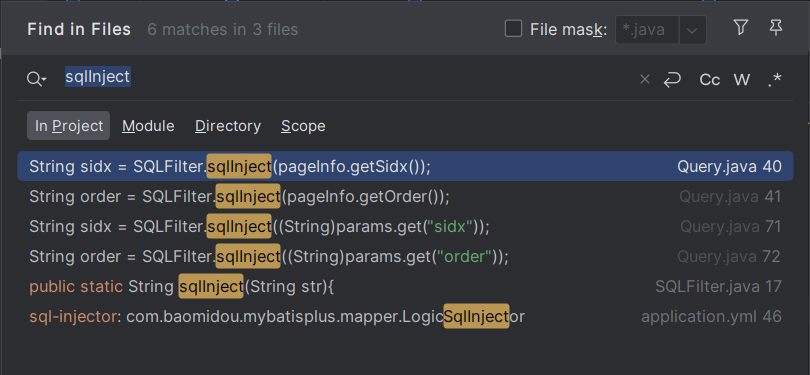 Find in Files 6 matches in 3 files File mask: *.java
sqlInject Cc W .*
In Project Module Directory Scope
String sidx = SQLFilter.sqlInject(pageInfo.getSidx()); Query.java 40
String order = SQLFilter.sqlInject(pageInfo.getOrder()); Query.java 41
String sidx = SQLFilter.sqlInject((String)params.get("sidx")); Query.java 71
String order = SQLFilter.sqlInject((String)params.get("order")); Query.java 72
public static String sqlInject(String str){ SQLFilter.java 17
sql-injector: com.baomidou.mybatisplus.mapper.LogicSqlInjector application.yml 46